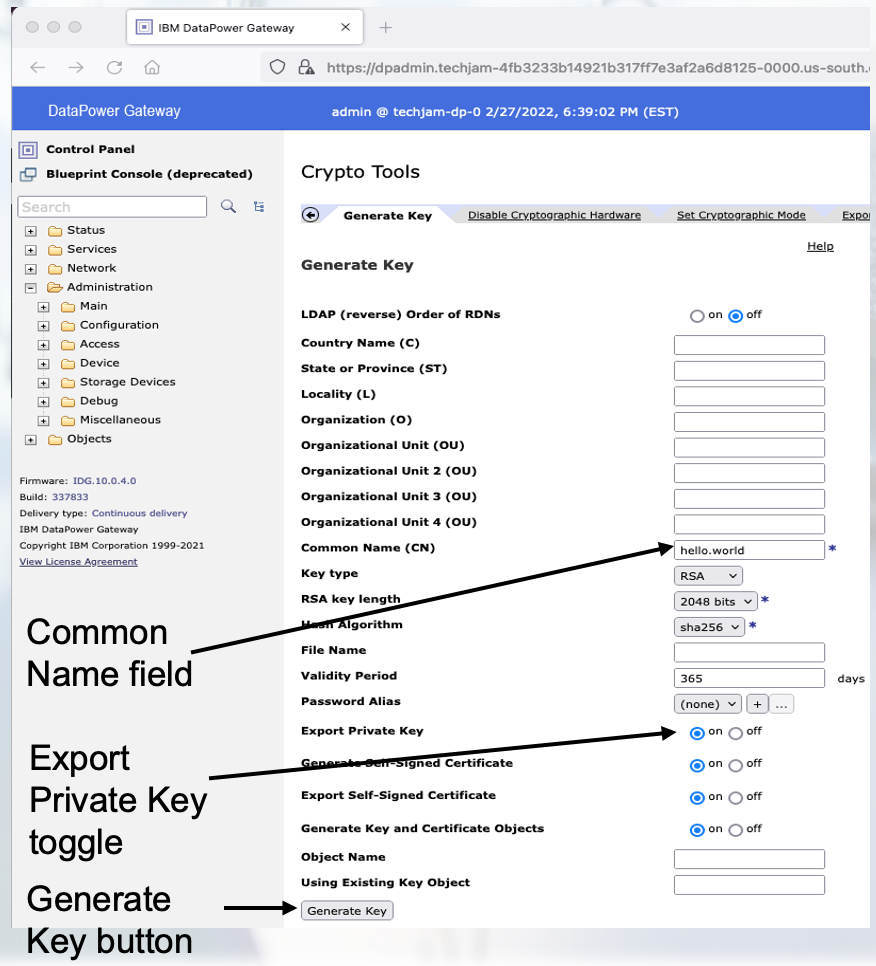 IBM DataPower Gateway
https://dpadmin.techjam-4fb3233b14921b317ff7e3af2a6d8125-0000.us-south.
DataPower Gateway
admin @ techjam-dp-0 2/27/2022, 6:39:02 PM (EST)
Control Panel
Blueprint Console (deprecated)
Search
Status
Services
Network
Administration
Main
Configuration
Access
Device
Storage Devices
Debug
Miscellaneous
Objects
Firmware: IDG.10.0.4.0
Build: 337833
Delivery type: Continuous delivery
IBM DataPower Gateway
Copyright IBM Corporation 1999-2021
View License Agreement
Crypto Tools
Generate Key Disable Cryptographic Hardware Set Cryptographic Mode Expo
Help
Generate Key
LDAP (reverse) Order of RDNs on off
Country Name (C)
State or Province (ST)
Locality (L)
Organization (O)
Organizational Unit (OU)
Organizational Unit 2 (OU)
Organizational Unit 3 (OU)
Organizational Unit 4 (OU)
Common Name (CN) hello.world *
Key type RSA
RSA key length 2048 bits *
Hash Algorithm sha256 *
File Name
Validity Period 365 days
Password Alias (none) + ...
Export Private Key on off
Generate Self-Signed Certificate on off
Export Self-Signed Certificate on off
Generate Key and Certificate Objects on off
Object Name
Using Existing Key Object
Generate Key
Common
Name field
Export
Private Key
toggle
Generate
Key button